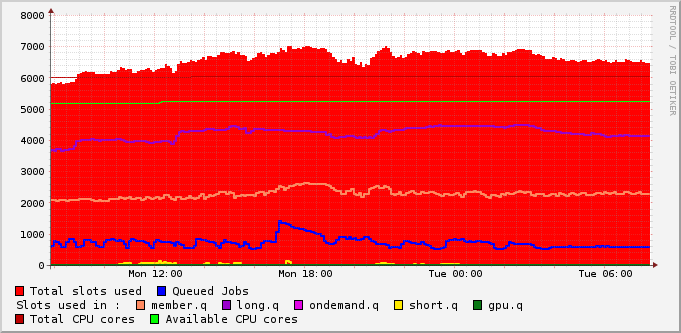 8000
7000
6000
5000
4000
3000
2000
1000
0
Mon 12:00 Mon 18:00 Tue 00:00 Tue 06:00
RRDTOOL / TOBI OETIKER
Total slots used Queued Jobs
Slots used in : member.q long.q ondemand.q short.q gpu.q
Total CPU cores Available CPU cores